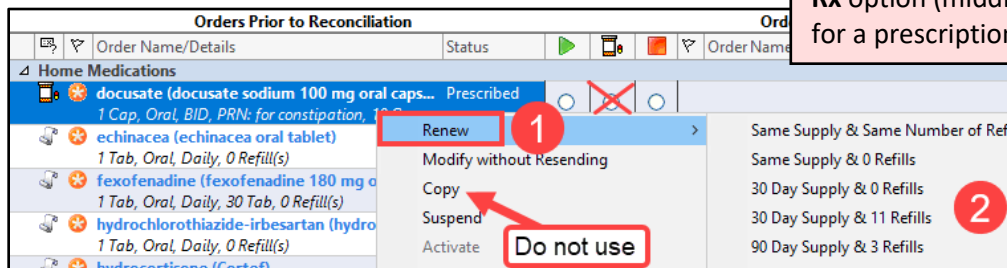 Rx option (middl
for a prescription
Orders Prior to Reconciliation
Ord
Order Name/Details Status Order Name
Home Medications
docusate (docusate sodium 100 mg oral caps... Prescribed
1 Cap, Oral, BID, PRN: for constipation,
echinacea (echinacea oral tablet)
1 Tab, Oral, Daily, 0 Refill(s)
fexofenadine (fexofenadine 180 mg o
1 Tab, Oral, Daily, 30 Tab, 0 Refill(s)
hydrochlorothiazide-irbesartan (hydro
1 Tab, Oral, Daily, 0 Refill(s)
hydrocortisone (Cortef)
Renew 1
Modify without Resending
Copy
Suspend
Activate
Do not use
Same Supply & Same Number of Ref
Same Supply & 0 Refills
30 Day Supply & 0 Refills
30 Day Supply & 11 Refills 2
90 Day Supply & 3 Refills